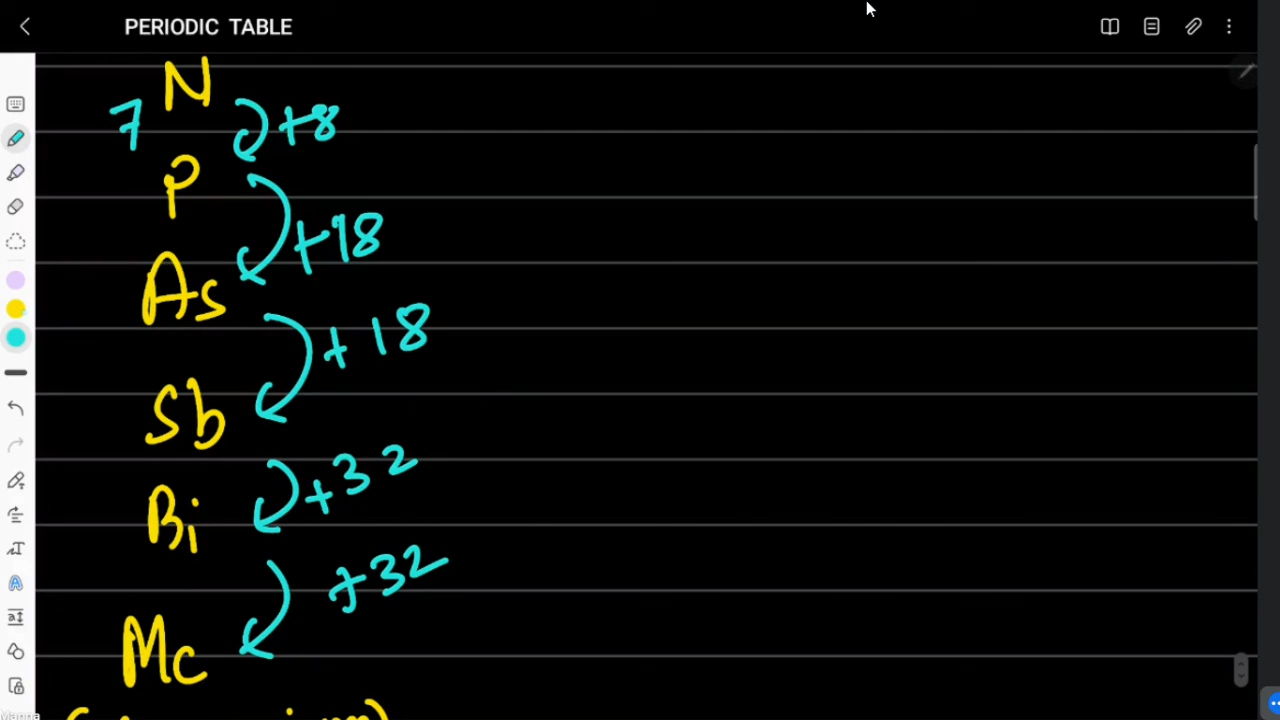 PERIODIC TABLE
N
7
+8
P
+18
As
+18
Sb
+32
Bi
+32
Mc